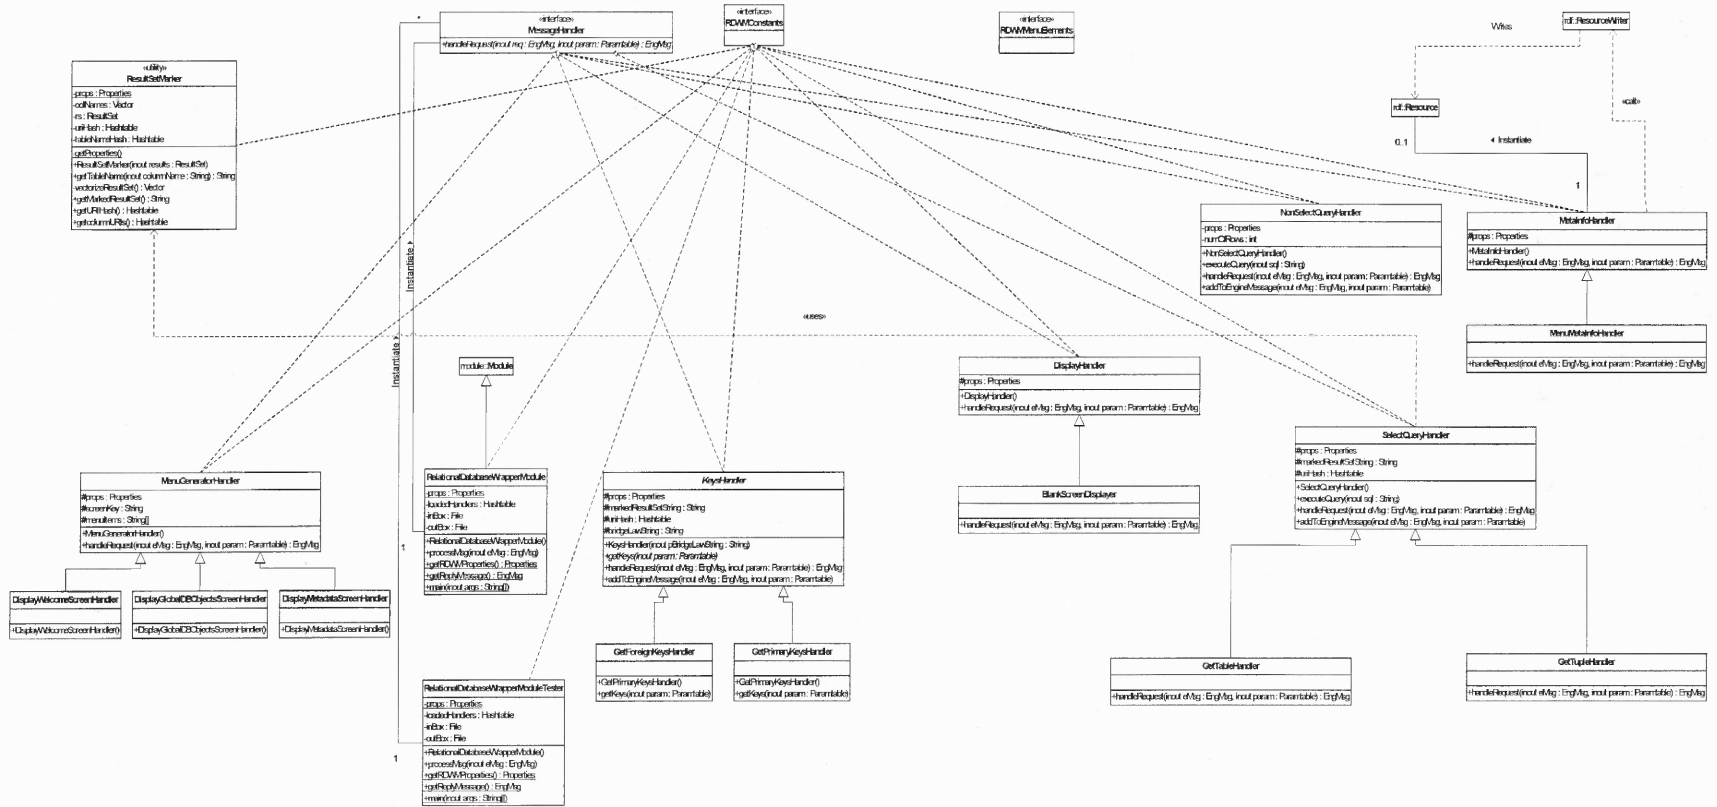 «interface»
MessageHandler
+handleRequest(inout req : EngMsg, inout param : Paramtable) : EngMsg
«interface»
RDWMConstants
«interface»
RDWMMenuElements
rdf::ResourceWriter
Writes
rdf::Resource
«call»
0..1
Instantiate
1
*
«utility»
ResultSetMarker
-props : Properties
-colNames : Vector
-rs : ResultSet
-uriHash : Hashtable
-tableNameHash : Hashtable
-getProperties()
+ResultSetMarker(inout results : ResultSet)
+getTableName(inout columnName : String) : String
-vectorizeResultSet() : Vector
+getMarkedResultSet() : String
+getURIHash() : Hashtable
+getcolumnURIs() : Hashtable
NonSelectQueryHandler
-props : Properties
-numOfRows : int
+NonSelectQueryHandler()
+executeQuery(inout sql : String)
+handleRequest(inout eMsg : EngMsg, inout param : Paramtable) : EngMsg
+addToEngineMessage(inout eMsg : EngMsg, inout param : Paramtable)
MetaInfoHandler
#props : Properties
+MetaInfoHandler()
+handleRequest(inout eMsg : EngMsg, inout param : Paramtable) : EngMsg
MenuMetaInfoHandler
+handleRequest(inout eMsg : EngMsg, inout param : Paramtable) : EngMsg
Instantiate
Instantiate
«uses»
module::Module
DisplayHandler
#props : Properties
+DisplayHandler()
+handleRequest(inout eMsg : EngMsg, inout param : Paramtable) : EngMsg
BlankScreenDisplayer
+handleRequest(inout eMsg : EngMsg, inout param : Paramtable) : EngMsg
SelectQueryHandler
#props : Properties
#markedResultSetString : String
#uriHash : Hashtable
+SelectQueryHandler()
+executeQuery(inout sql : String)
+handleRequest(inout eMsg : EngMsg, inout param : Paramtable) : EngMsg
+addToEngineMessage(inout eMsg : EngMsg, inout param : Paramtable)
MenuGeneratorHandler
#props : Properties
#screenKey : String
#menuItems : String[]
+MenuGeneratorHandler()
+handleRequest(inout eMsg : EngMsg, inout param : Paramtable) : EngMsg
DisplayWelcomeScreenHandler
+DisplayWelcomeScreenHandler()
DisplayGlobalDBObjectsScreenHandler
+DisplayGlobalDBObjectsScreenHandler()
DisplayMetadataScreenHandler
+DisplayMetadataScreenHandler()
RelationalDatabaseWrapperModule
-props : Properties
-loadedHandlers : Hashtable
-inBox : File
-outBox : File
+RelationalDatabaseWrapperModule()
+processMsg(inout eMsg : EngMsg)
+getRDWMProperties() : Properties
+getReplyMessage() : EngMsg
+main(inout args : String[])
1
KeysHandler
#props : Properties
#markedResultSetString : String
#uriHash : Hashtable
#bridgeLawString : String
+KeysHandler(inout pBridgeLawString : String)
+getKeys(inout param : Paramtable)
+handleRequest(inout eMsg : EngMsg, inout param : Paramtable) : EngMsg
+addToEngineMessage(inout eMsg : EngMsg, inout param : Paramtable)
GetForeignKeysHandler
+GetPrimaryKeysHandler()
+getKeys(inout param : Paramtable)
GetPrimaryKeysHandler
+GetPrimaryKeysHandler()
+getKeys(inout param : Paramtable)
GetTableHandler
+handleRequest(inout eMsg : EngMsg, inout param : Paramtable) : EngMsg
GetTupleHandler
+handleRequest(inout eMsg : EngMsg, inout param : Paramtable) : EngMsg
RelationalDatabaseWrapperModuleTester
-props : Properties
-loadedHandlers : Hashtable
-inBox : File
-outBox : File
+RelationalDatabaseWrapperModule()
+processMsg(inout eMsg : EngMsg)
+getRDWMProperties() : Properties
+getReplyMessage() : EngMsg
+main(inout args : String[])
1